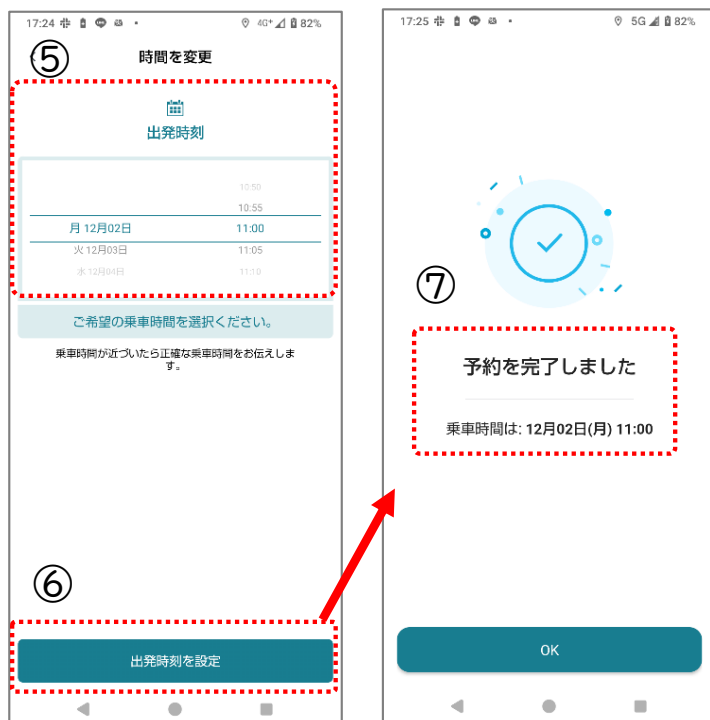 17:24
4G+ 82%
⑤
時間を変更
出発時刻
10:50
10:55
月 12月02日 11:00
火 12月03日 11:05
水 12月04日 11:10
ご希望の乗車時間を選択ください。
乗車時間が近づいたら正確な乗車時間をお伝えしま
す。
⑥
出発時刻を設定
17:25
5G 82%
⑦
予約を完了しました
乗車時間は: 12月02日(月) 11:00
OK